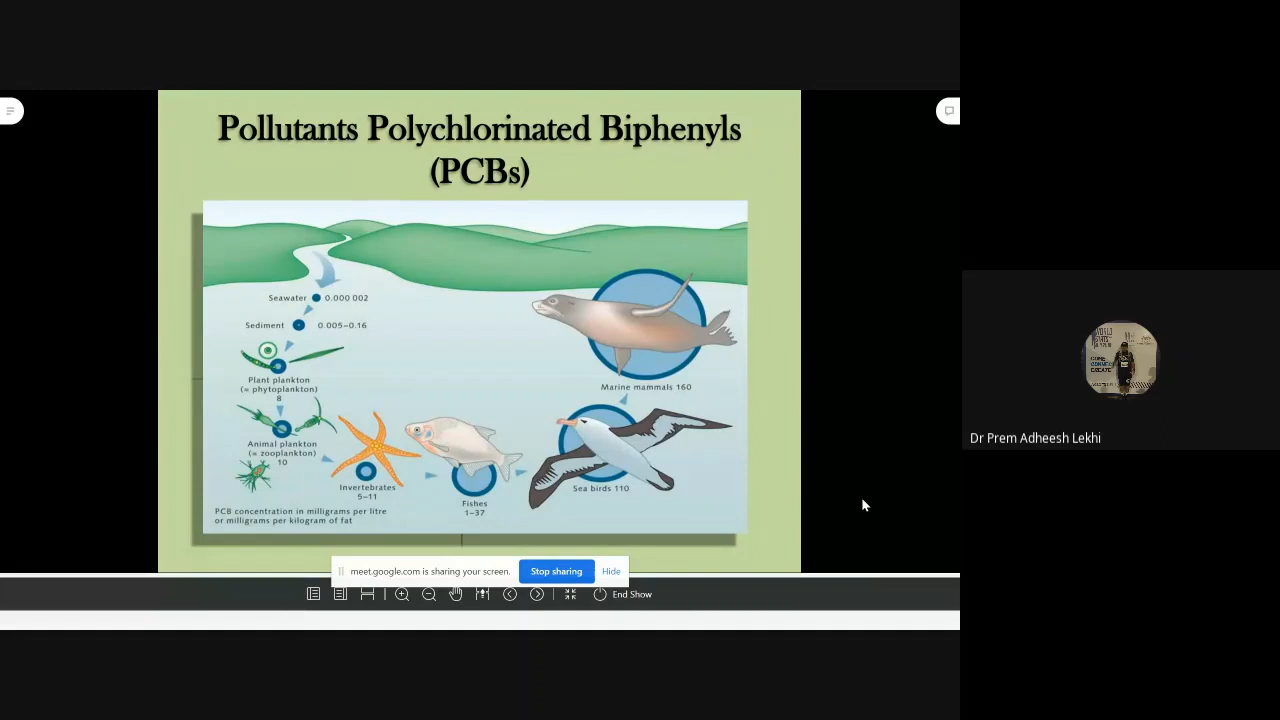 Pollutants Polychlorinated Biphenyls
(PCBs)
Seawater 0.000 002
Sediment 0.005–0.16
Plant plankton
(= phytoplankton)
8
Animal plankton
(= zooplankton)
10
Invertebrates
5–11
Fishes
1–37
Sea birds 110
Marine mammals 160
PCB concentration in milligrams per litre
or milligrams per kilogram of fat
meet.google.com is sharing your screen.
Stop sharing
Hide
End Show
Dr Prem Adheesh Lekhi